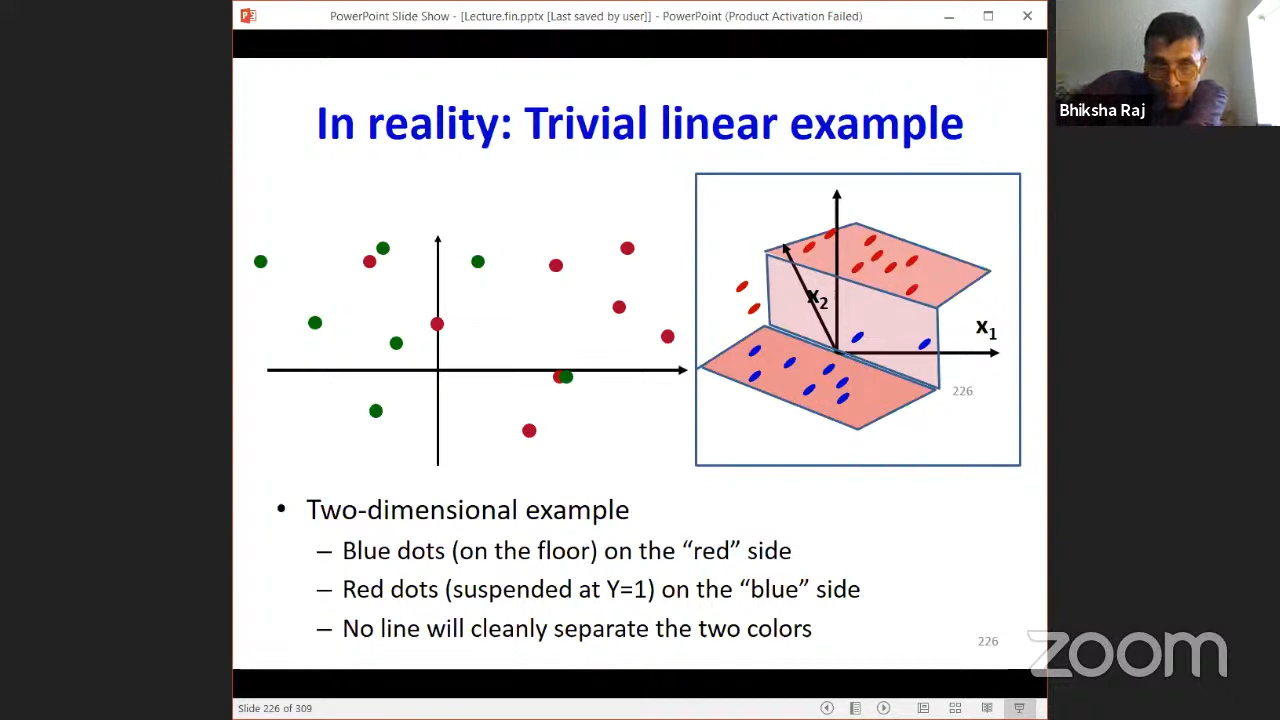 PowerPoint Slide Show - [Lecture.fin.pptx [Last saved by user]] - PowerPoint (Product Activation Failed)
Bhiksha Raj
In reality: Trivial linear example
x2
x1
226
• Two-dimensional example
– Blue dots (on the floor) on the “red” side
– Red dots (suspended at Y=1) on the “blue” side
– No line will cleanly separate the two colors
226
zoom
Slide 226 of 309